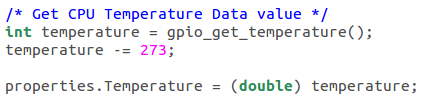 /* Get CPU Temperature Data value */
int temperature = gpio_get_temperature();
temperature -= 273;
properties.Temperature = (double) temperature;